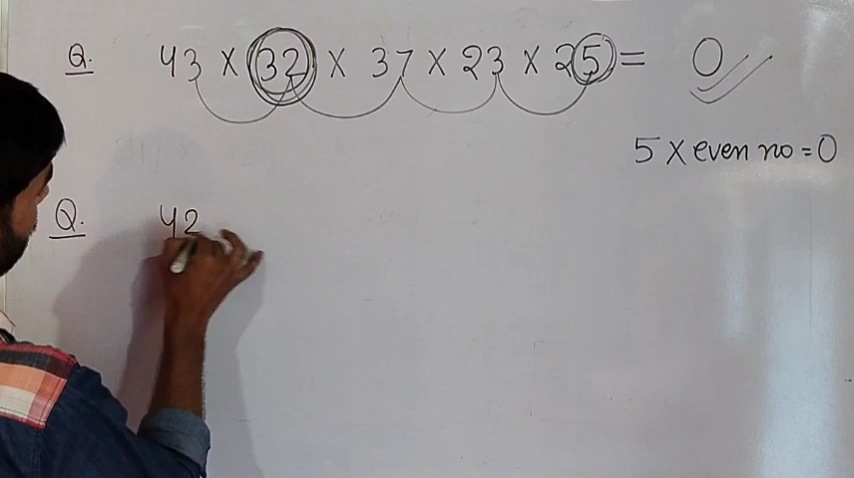 Q. 43 X 32 X 37 X 23 X 25 = 0
5 X even no = 0
Q. 42